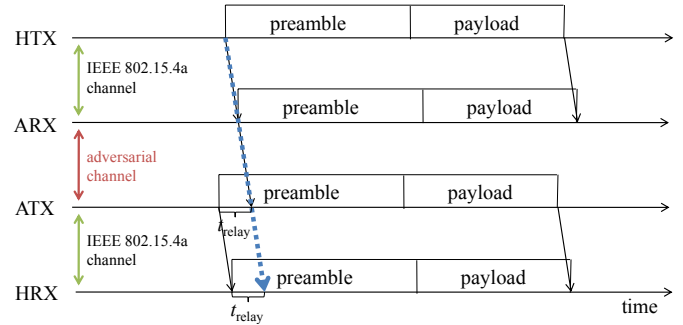 HTX
preamble
payload
IEEE 802.15.4a
channel
ARX
preamble
payload
adversarial
channel
ATX
preamble
payload
t relay
IEEE 802.15.4a
channel
HRX
preamble
payload
time
t relay